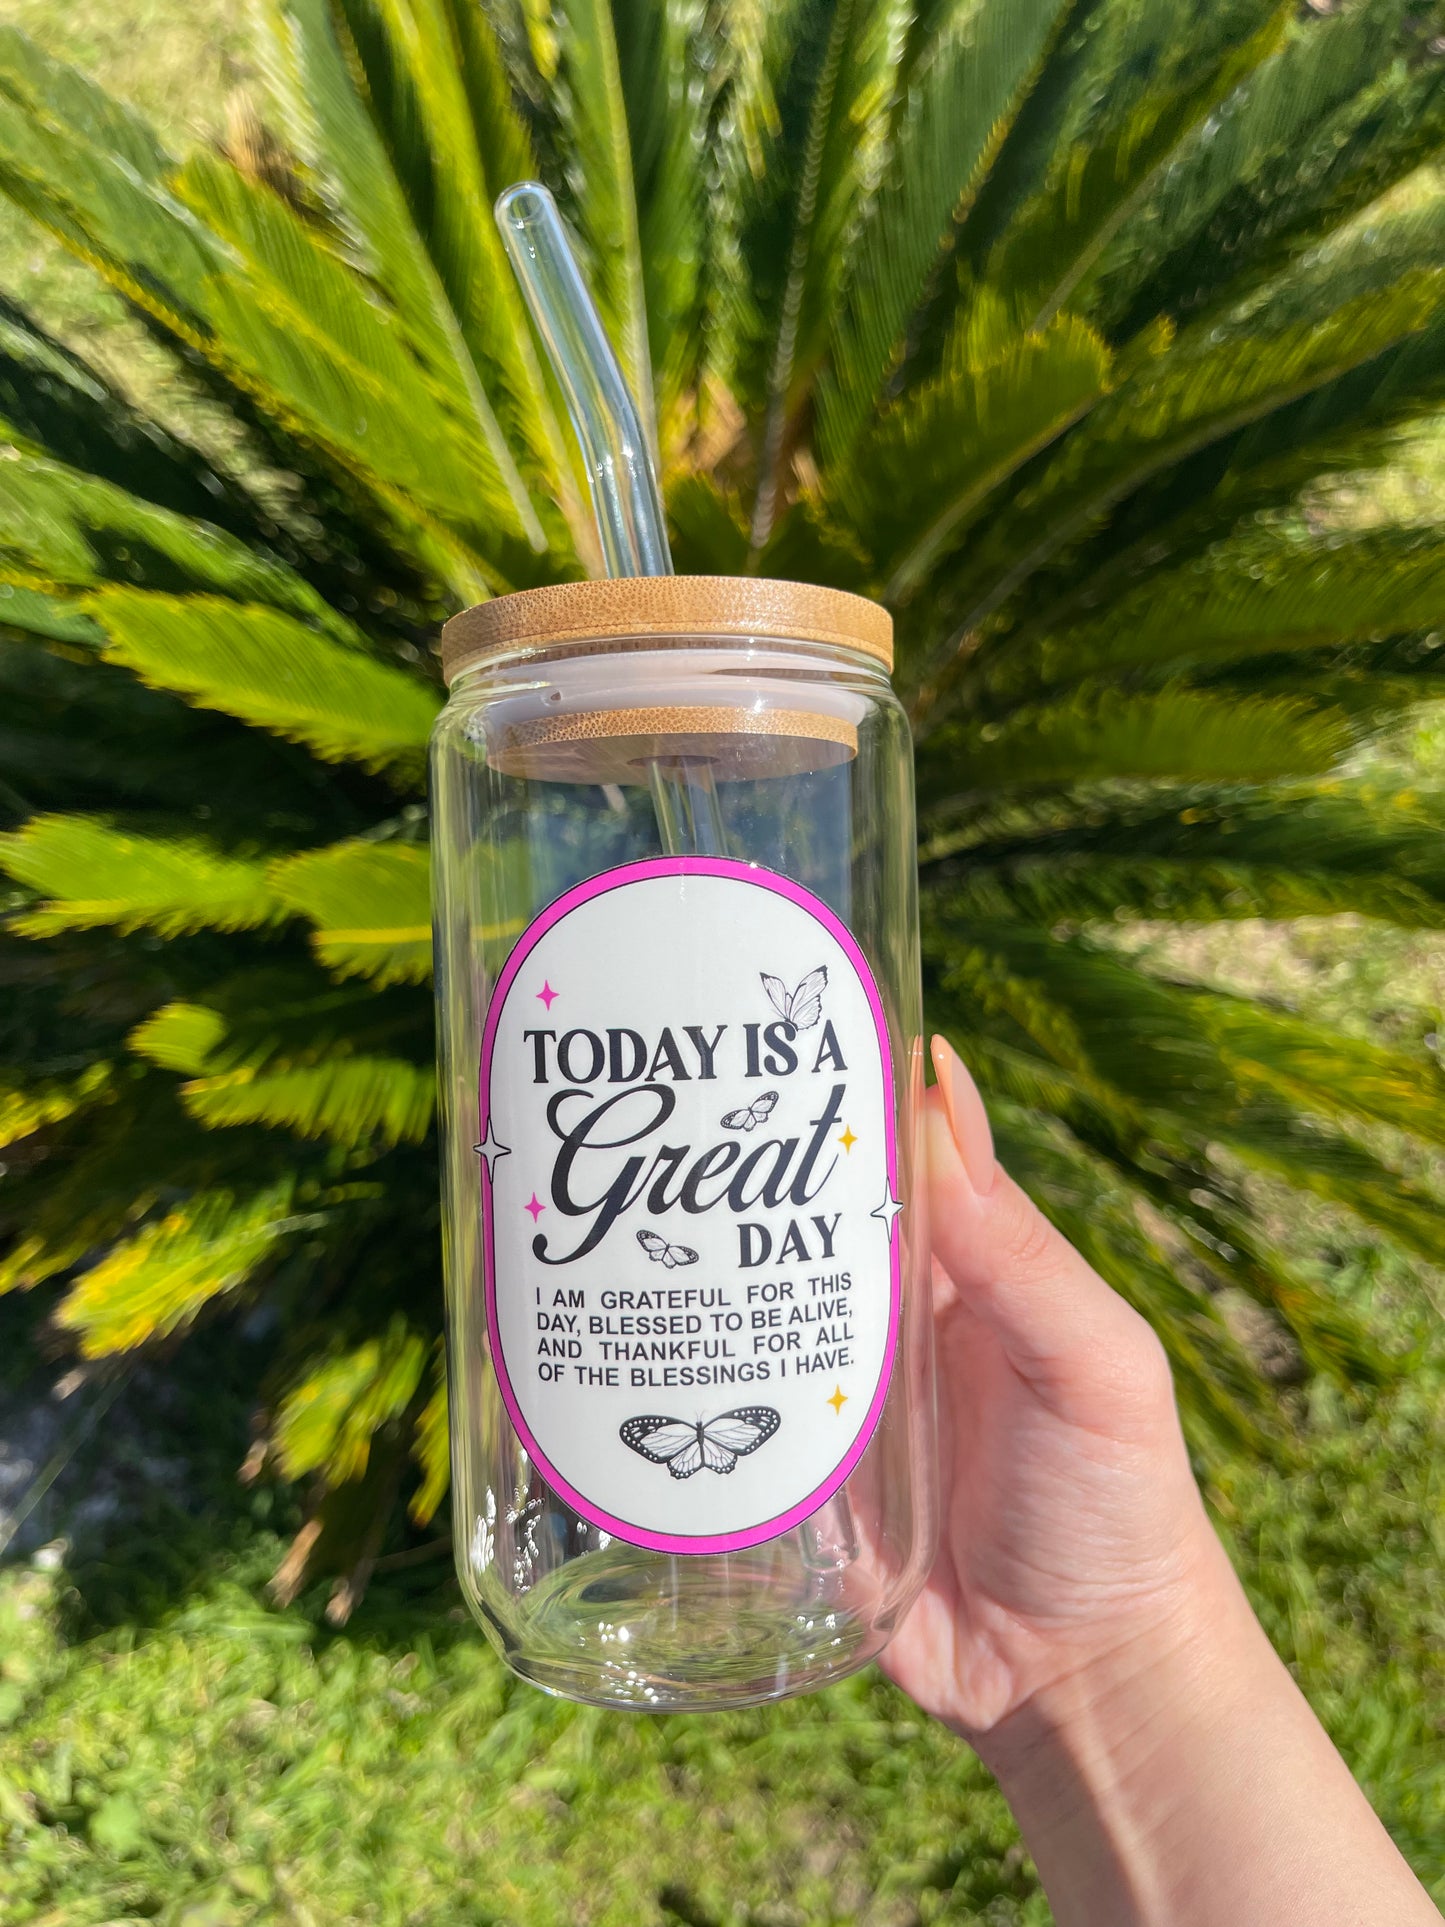 TODAY IS A
Great
DAY
I AM GRATEFUL FOR THIS
DAY, BLESSED TO BE ALIVE,
AND THANKFUL FOR ALL
OF THE BLESSINGS I HAVE.